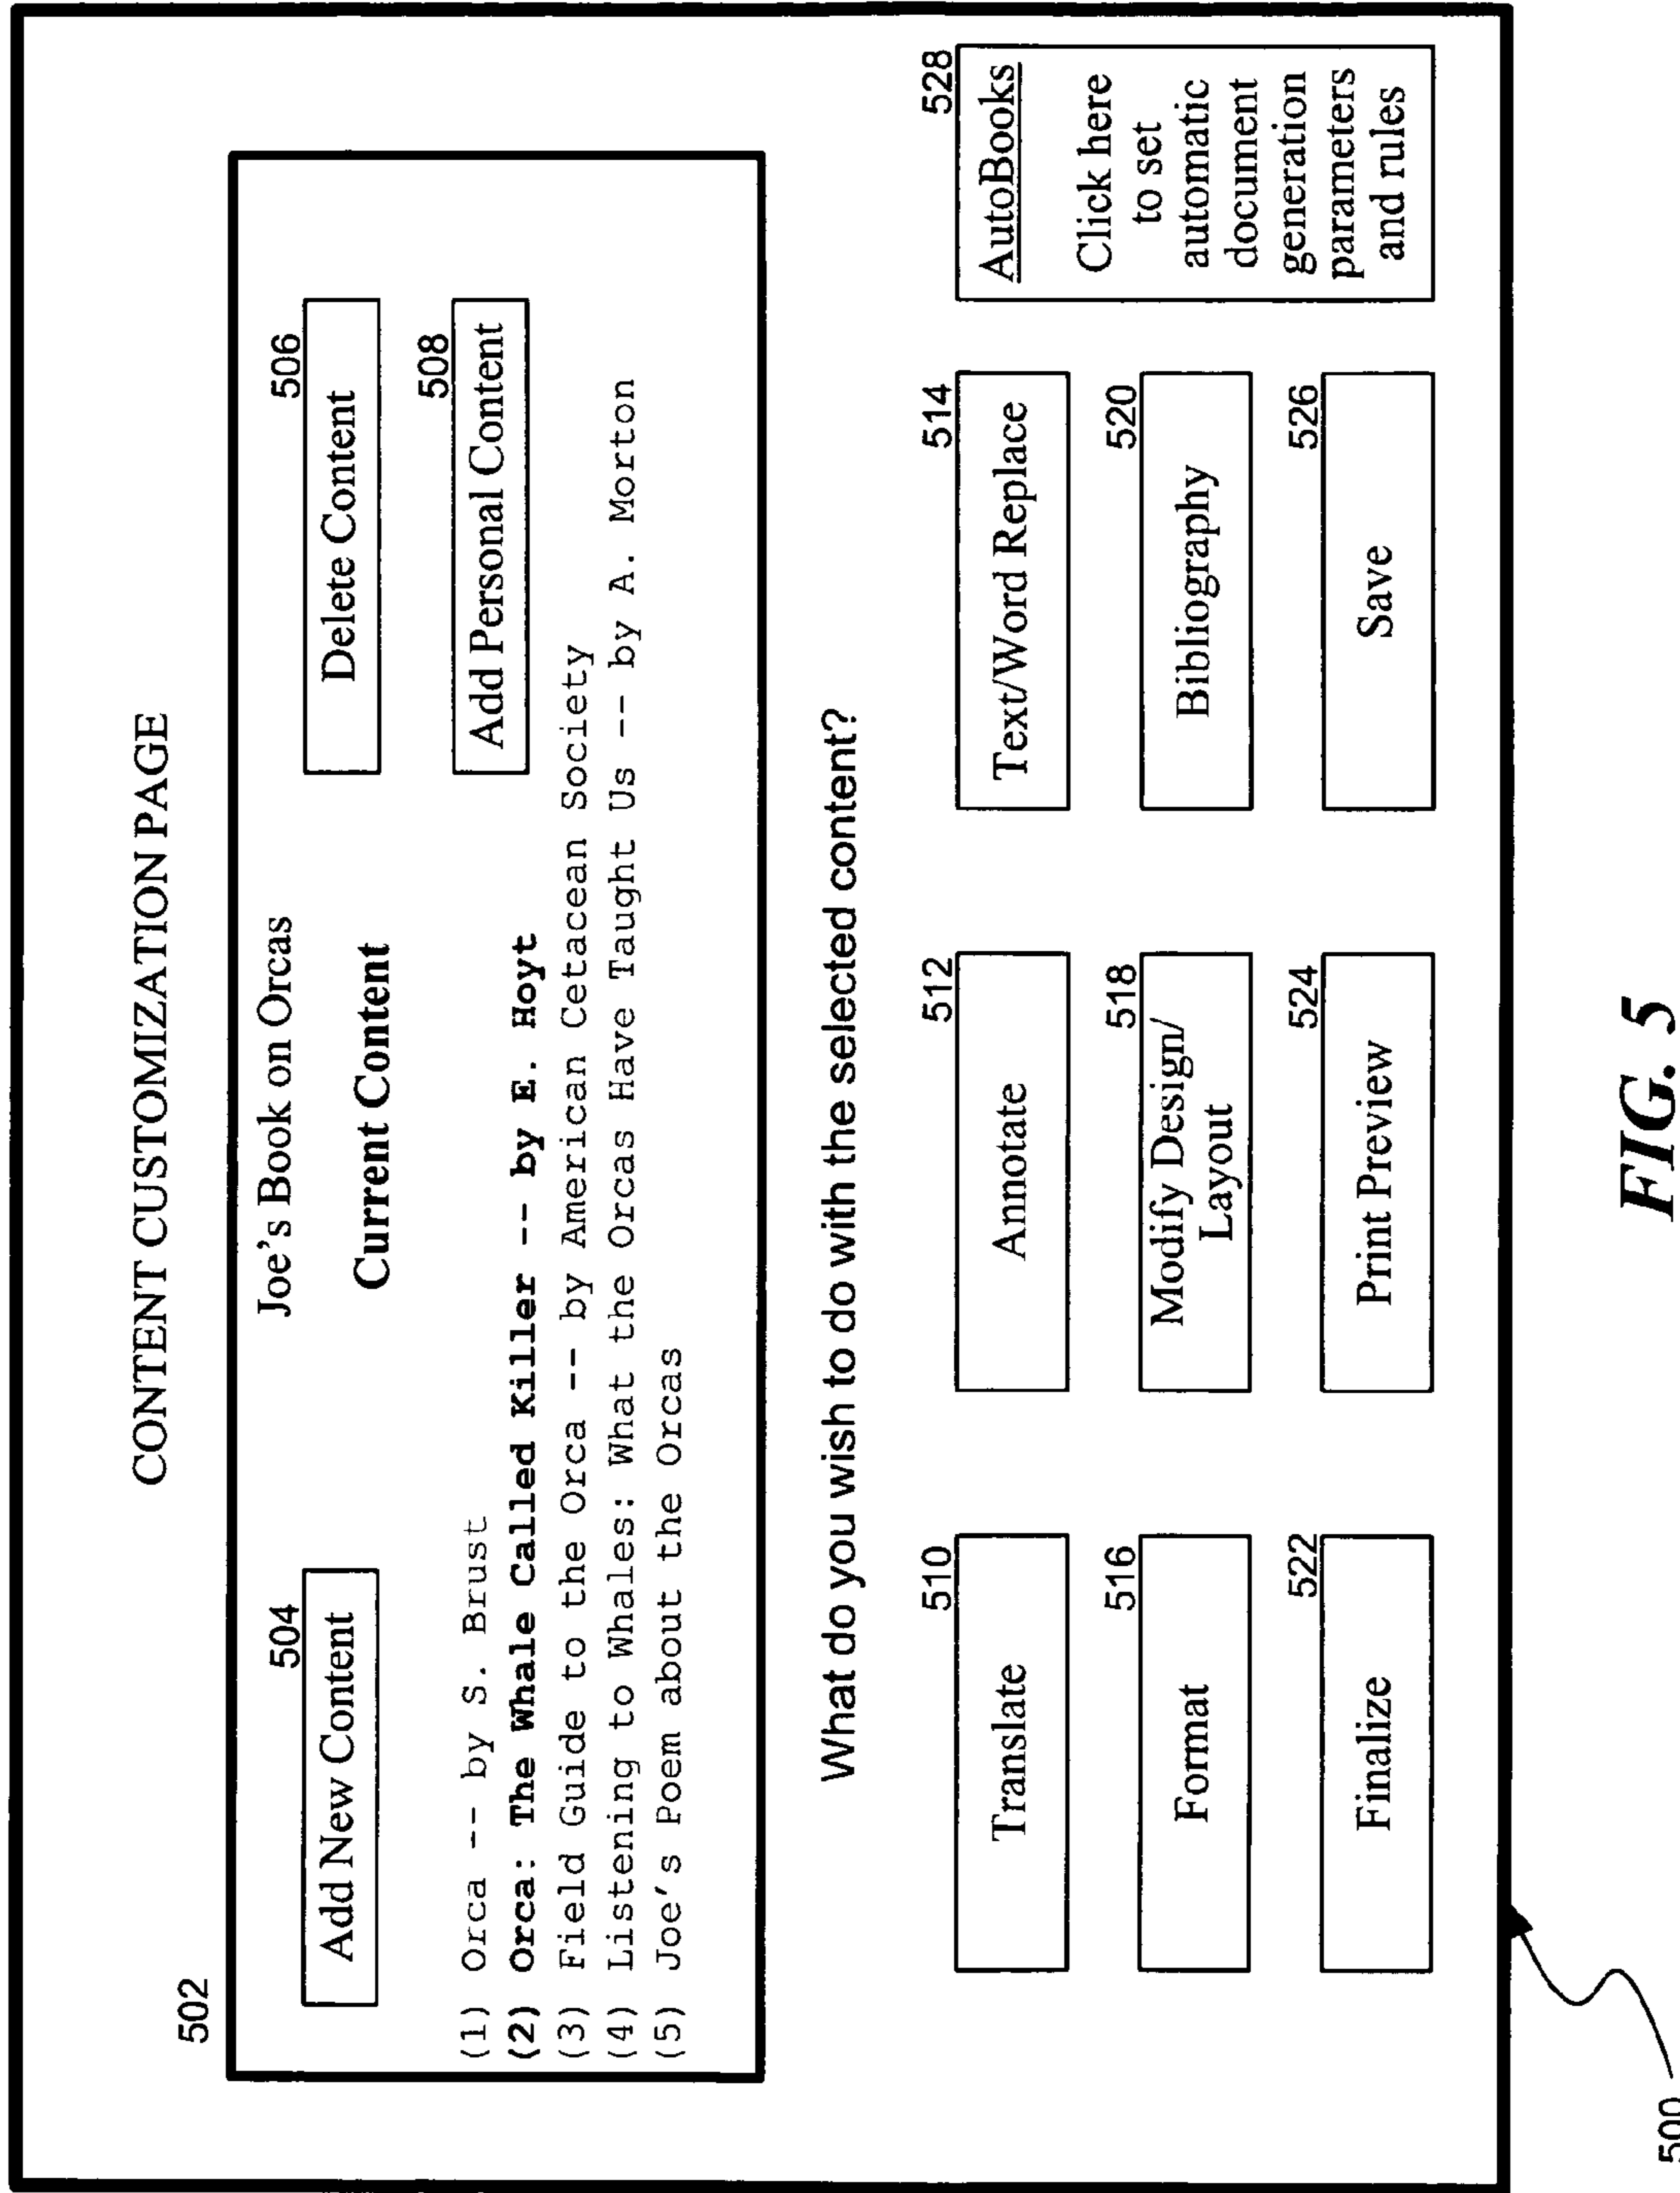 CONTENT CUSTOMIZATION PAGE
502
Joe's Book on Orcas
504
506
Add New Content
Current Content
Delete Content
508
Add Personal Content
(1) Orca -- by S. Brust
(2) Orca: The Whale Called Killer -- by E. Hoyt
(3) Field Guide to the Orca -- by American Cetacean Society
(4) Listening to Whales: What the Orcas Have Taught Us -- by A. Morton
(5) Joe's Poem about the Orcas
What do you wish to do with the selected content?
510
512
514
528
Translate
Annotate
Text/Word Replace
AutoBooks
Click here
to set
automatic
document
generation
parameters
and rules
516
518
520
Format
Modify Design/
Layout
Bibliography
522
524
526
Finalize
Print Preview
Save
500
FIG. 5